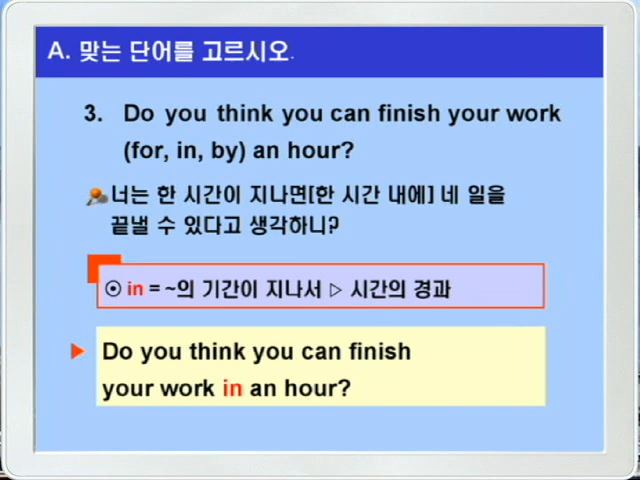 A. 맞는 단어를 고르시오.
3. Do you think you can finish your work
(for, in, by) an hour?
너는 한 시간이 지나면[한 시간 내에] 네 일을
끝낼 수 있다고 생각하니?
⊙ in = ~의 기간이 지나서 ▷ 시간의 경과
▶ Do you think you can finish
your work in an hour?